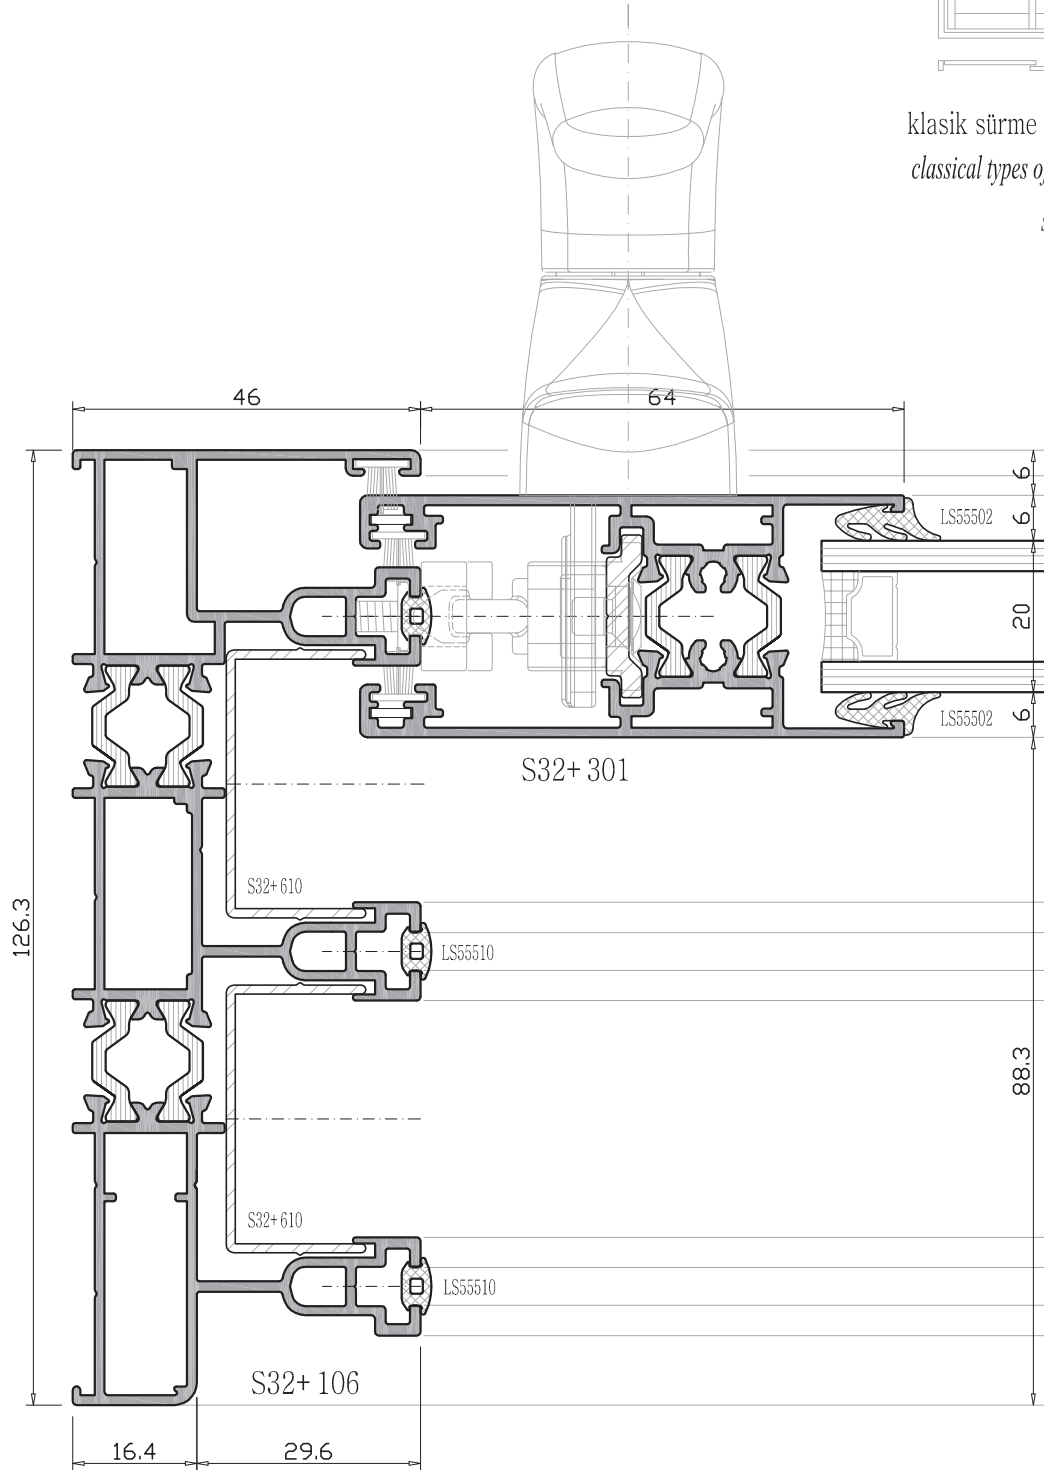 klasik sürme
classical types of
s
46
64
6
LS55502
6
20
LS55502
6
S32+301
S32+610
126.3
LS55510
88.3
S32+610
LS55510
S32+106
16.4
29.6